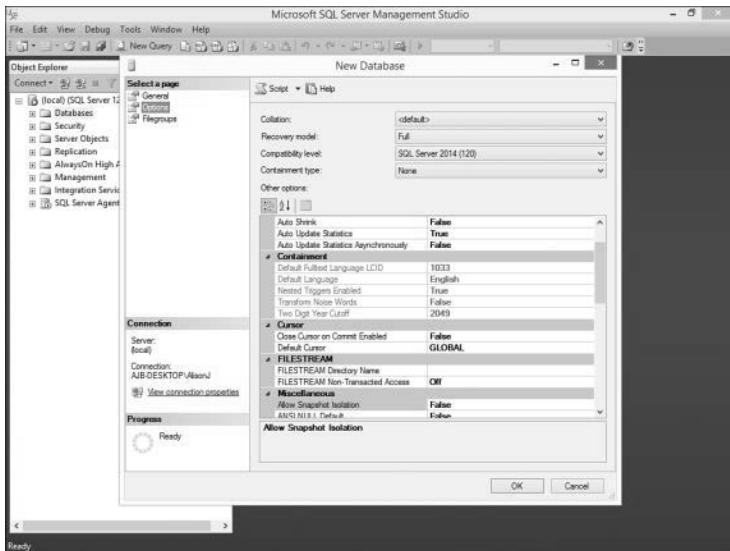 Microsoft SQL Server Management Studio
File Edit View Debug Tools Window Help
New Query
Object Explorer
Connect
(local) (SQL Server 12
Databases
Security
Server Objects
Replication
AlwaysOn High A
Management
Integration Servic
SQL Server Agent
New Database
Select a page
General
Options
Filegroups
Script Help
Collation: <default>
Recovery model: Full
Compatibility level: SQL Server 2014 (120)
Containment type: None
Other options:
Auto Shrink False
Auto Update Statistics True
Auto Update Statistics Asynchronously False
Containment
Default Fulltext Language LCID 1033
Default Language English
Nested Triggers Enabled True
Transform Noise Words False
Two Digit Year Cutoff 2049
Cursor
Close Cursor on Commit Enabled False
Default Cursor GLOBAL
FILESTREAM
FILESTREAM Directory Name
FILESTREAM Non-Transacted Access Off
Miscellaneous
Allow Snapshot Isolation False
ANSI NULL Default False
Allow Snapshot Isolation
Connection
Server:
(local)
Connection:
AJB-DESKTOP\AlisonJ
View connection properties
Progress
Ready
OK Cancel
Ready